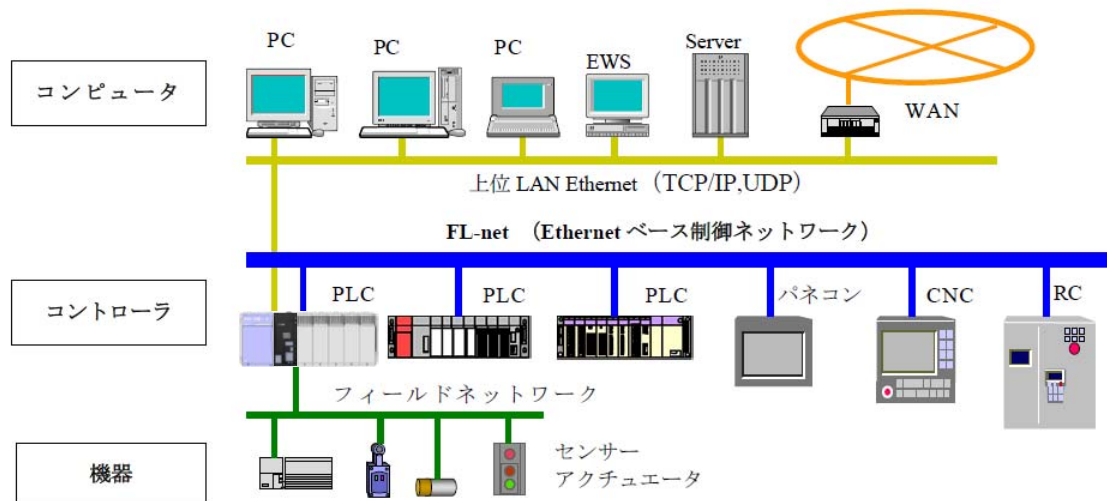 PC
PC
PC
EWS
Server
WAN
コンピュータ
上位 LAN Ethernet (TCP/IP,UDP)
FL-net (Ethernet ベース制御ネットワーク)
コントローラ
PLC
PLC
PLC
パネコン
CNC
RC
フィールドネットワーク
機器
センサー
アクチュエータ